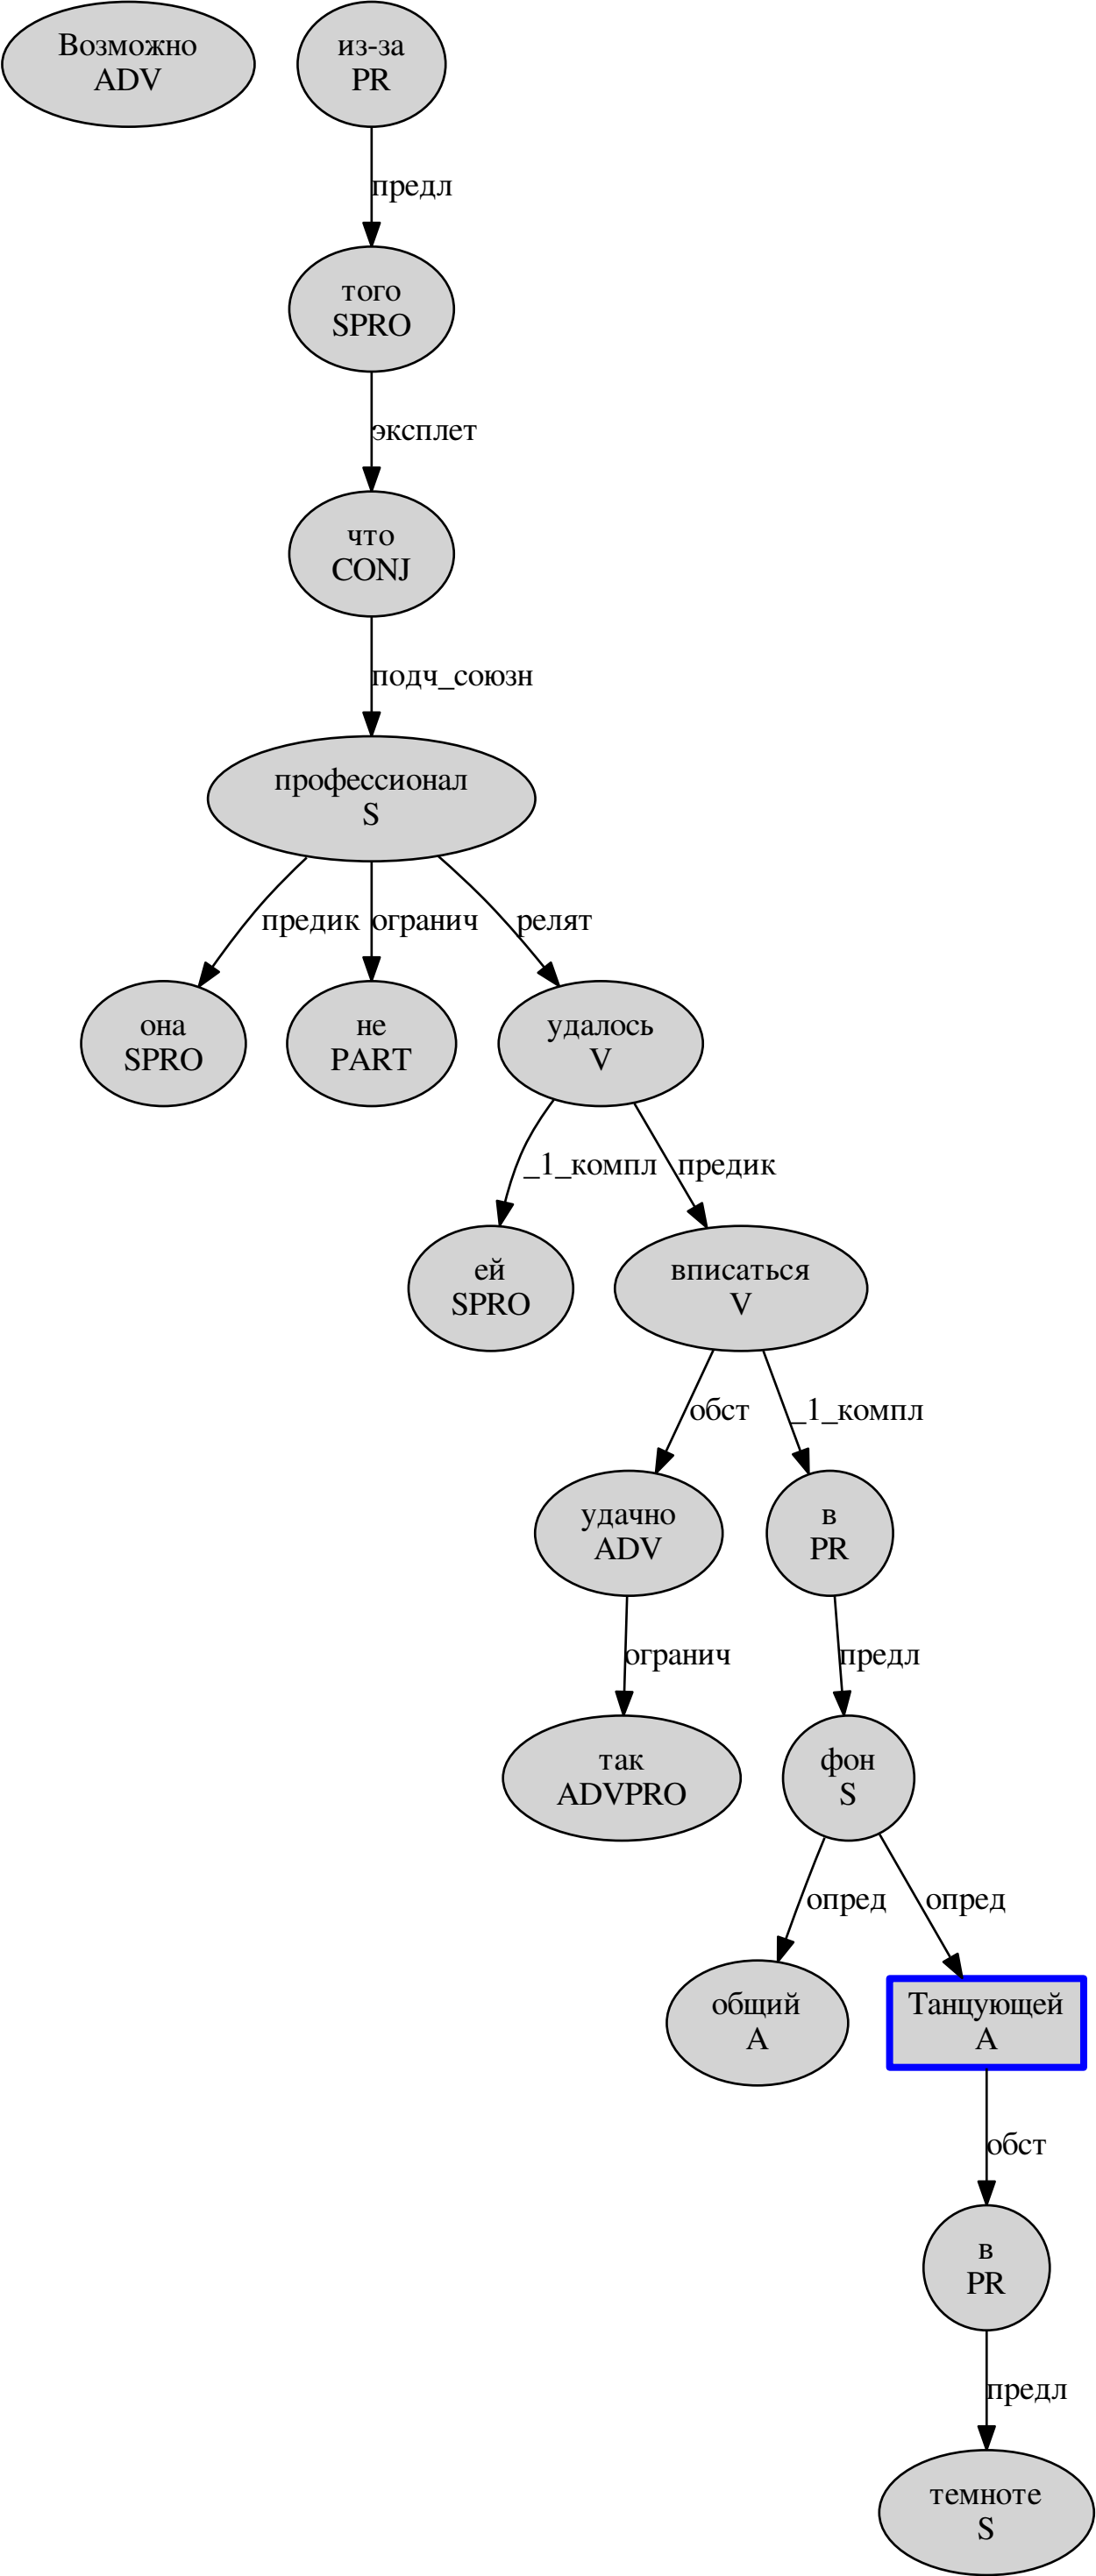 Возможно
ADV
из-за
PR
предл
того
SPRO
эксплет
что
CONJ
подч_союзн
профессионал
S
предик
огранич
релят
она
SPRO
не
PART
удалось
V
_1_компл
предик
ей
SPRO
вписаться
V
обст
_1_компл
удачно
ADV
в
PR
огранич
предл
так
ADVPRO
фон
S
опред
опред
общий
A
Танцующей
A
обст
в
PR
предл
темноте
S